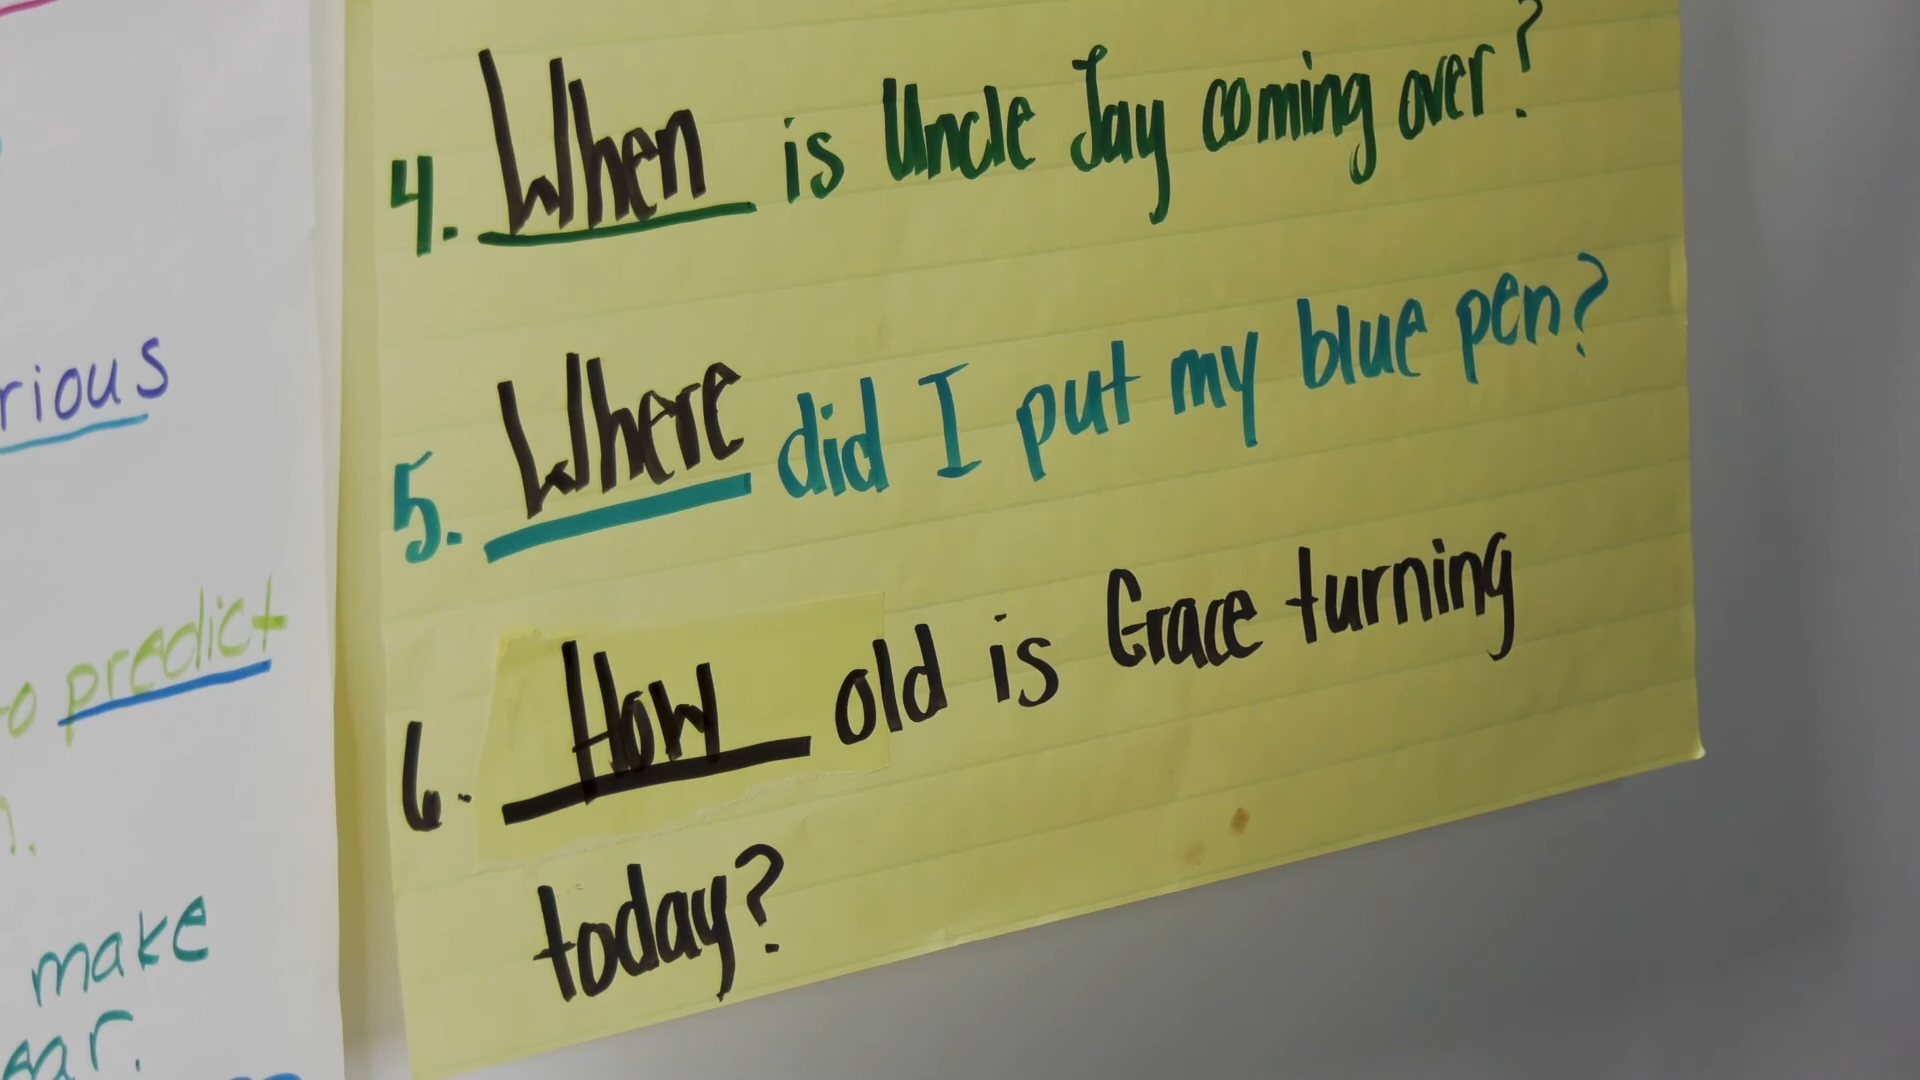 4. When is Uncle Jay coming over?
5. Where did I put my blue pen?
6. How old is Grace turning
today?
predict
make